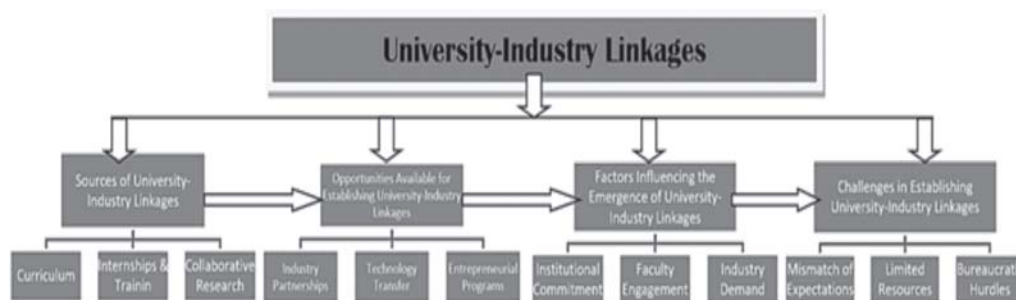 University-Industry Linkages
Sources of University-
Industry Linkages
Opportunities Available for
Establishing University-Industry
Linkages
Factors Influencing the
Emergence of University-
Industry Linkages
Challenges in Establishing
University-Industry Linkages
Curriculum
Internships &
Trainin
Collaborative
Research
Industry
Partnerships
Technology
Transfer
Entrepreneurial
Programs
Institutional
Commitment
Faculty
Engagement
Industry
Demand
Mismatch of
Expectations
Limited
Resources
Bureaucrati
Hurdles